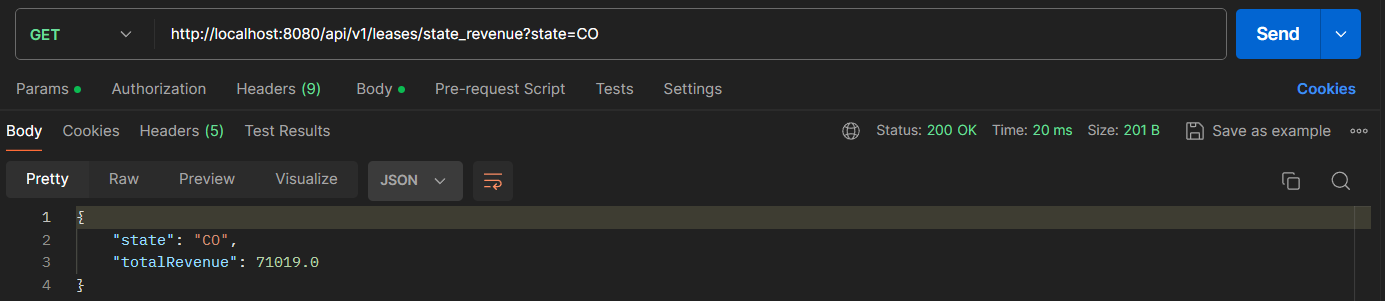 GET http://localhost:8080/api/v1/leases/state_revenue?state=CO Send
Params Authorization Headers (9) Body Pre-request Script Tests Settings Cookies
Body Cookies Headers (5) Test Results Status: 200 OK Time: 20 ms Size: 201 B Save as example
Pretty Raw Preview Visualize JSON
1 {
2 "state": "CO",
3 "totalRevenue": 71019.0
4 }